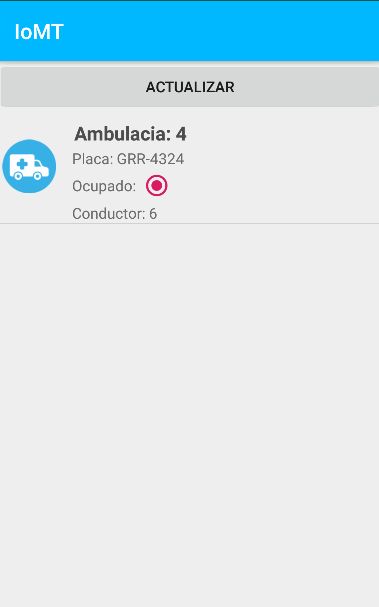 IoMT
ACTUALIZAR
Ambulacia: 4
Placa: GRR-4324
Ocupado:
Conductor: 6